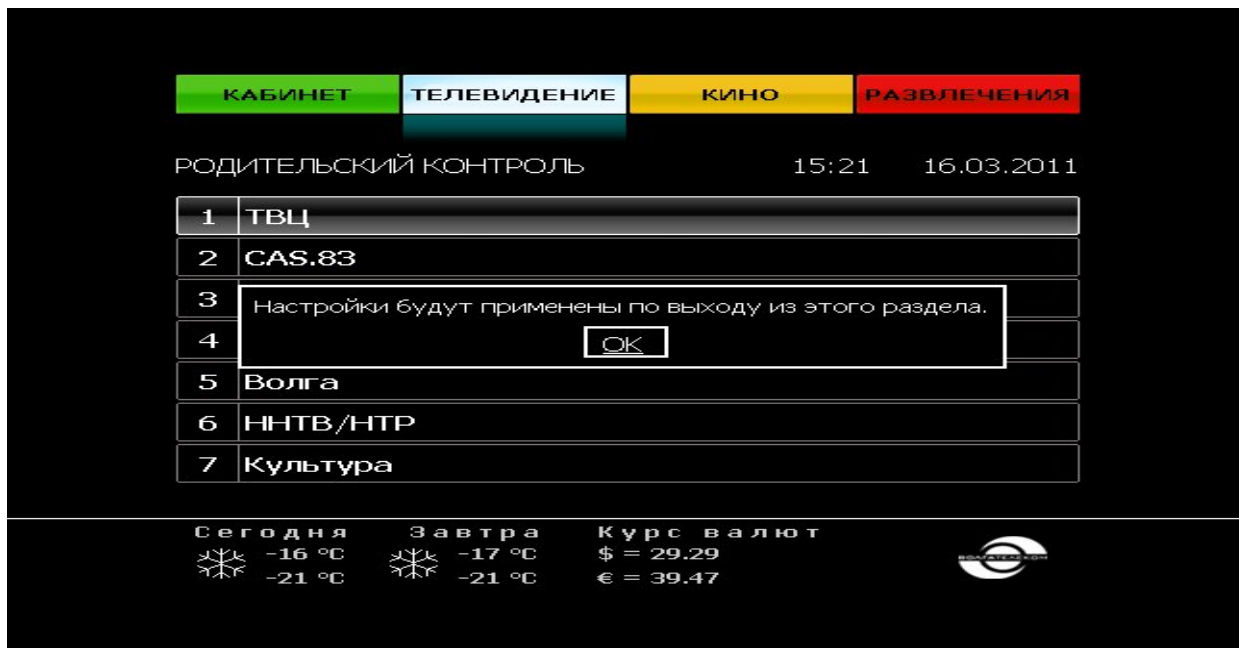 КАБИНЕТ ТЕЛЕВИДЕНИЕ КИНО РАЗВЛЕЧЕНИЯ
РОДИТЕЛЬСКИЙ КОНТРОЛЬ 15:21 16.03.2011
1 ТВЦ
2 CAS.83
3
Настройки будут применены по выходу из этого раздела.
4
OK
5 Волга
6 ННТВ/НТР
7 Культура
Сегодня Завтра Курс валют
-16 °C -17 °C $ = 29.29
-21 °C -21 °C € = 39.47
ВОЛГАТЕЛЕКОМ